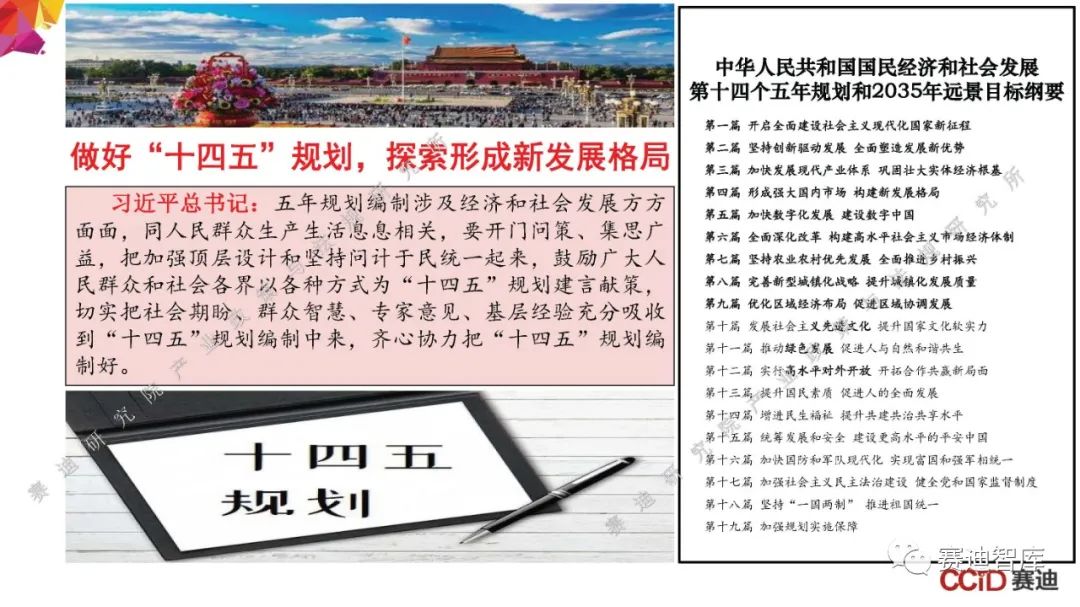 做好“十四五”规划，探索形成新发展格局
习近平总书记：五年规划编制涉及经济和社会发展方方
面面，同人民群众生产生活息息相关，要开门问策、集思广
益，把加强顶层设计和坚持问计于民统一起来，鼓励广大人
民群众和社会各界以各种方式为“十四五”规划建言献策，
切实把社会期盼、群众智慧、专家意见、基层经验充分吸收
到“十四五”规划编制中来，齐心协力把“十四五”规划编
制好。
十四五
规划
中华人民共和国国民经济和社会发展
第十四个五年规划和2035年远景目标纲要
第一篇 开启全面建设社会主义现代化国家新征程
第二篇 坚持创新驱动发展 全面塑造发展新优势
第三篇 加快发展现代产业体系 巩固壮大实体经济根基
第四篇 形成强大国内市场 构建新发展格局
第五篇 加快数字化发展 建设数字中国
第六篇 全面深化改革 构建高水平社会主义市场经济体制
第七篇 坚持农业农村优先发展 全面推进乡村振兴
第八篇 完善新型城镇化战略 提升城镇化发展质量
第九篇 优化区域经济布局 促进区域协调发展
第十篇 发展社会主义先进文化 提升国家文化软实力
第十一篇 推动绿色发展 促进人与自然和谐共生
第十二篇 实行高水平对外开放 开拓合作共赢新局面
第十三篇 提升国民素质 促进人的全面发展
第十四篇 增进民生福祉 提升共建共治共享水平
第十五篇 统筹发展和安全 建设更高水平的平安中国
第十六篇 加快国防和军队现代化 实现富国和强军相统一
第十七篇 加强社会主义民主法治建设 健全党和国家监督制度
第十八篇 坚持“一国两制” 推进祖国统一
第十九篇 加强规划实施保障
赛迪智库
CCiD赛迪
赛迪研究院产业政策研究所
赛迪研究院产业政策研究所